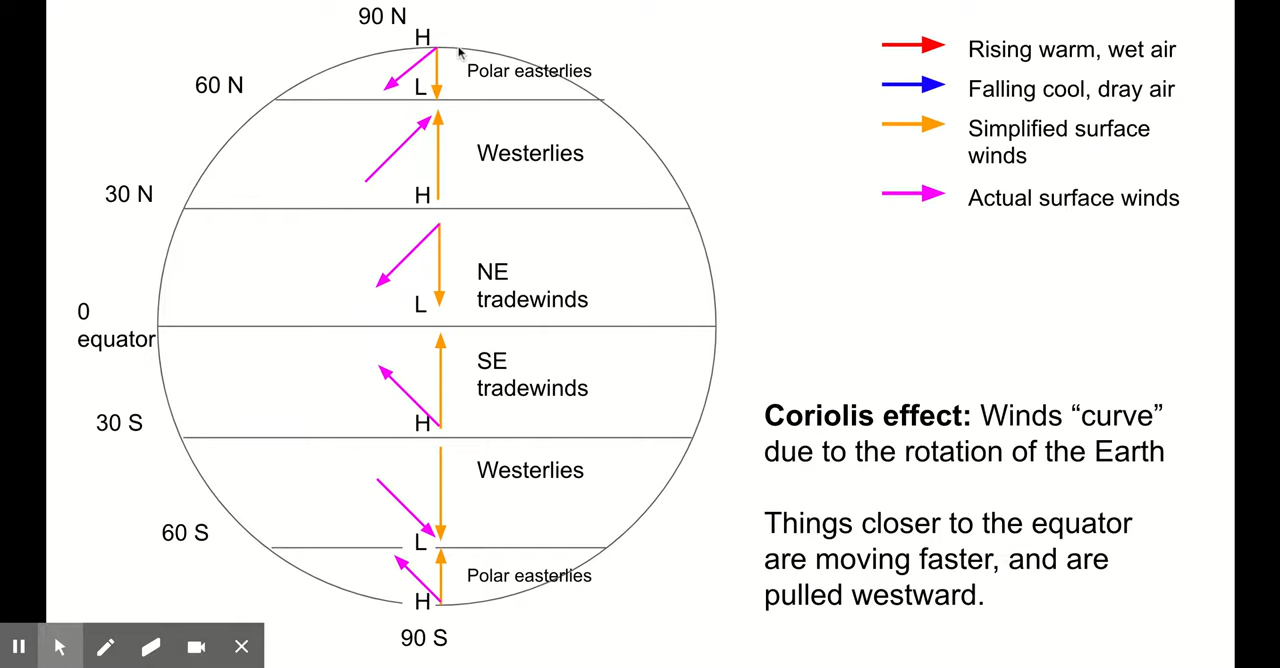 90 N
H
Polar easterlies
L
60 N
Westerlies
H
30 N
NE
tradewinds
L
0
equator
SE
tradewinds
H
30 S
Westerlies
60 S
L
Polar easterlies
H
90 S
Rising warm, wet air
Falling cool, dray air
Simplified surface
winds
Actual surface winds
Coriolis effect: Winds “curve”
due to the rotation of the Earth
Things closer to the equator
are moving faster, and are
pulled westward.